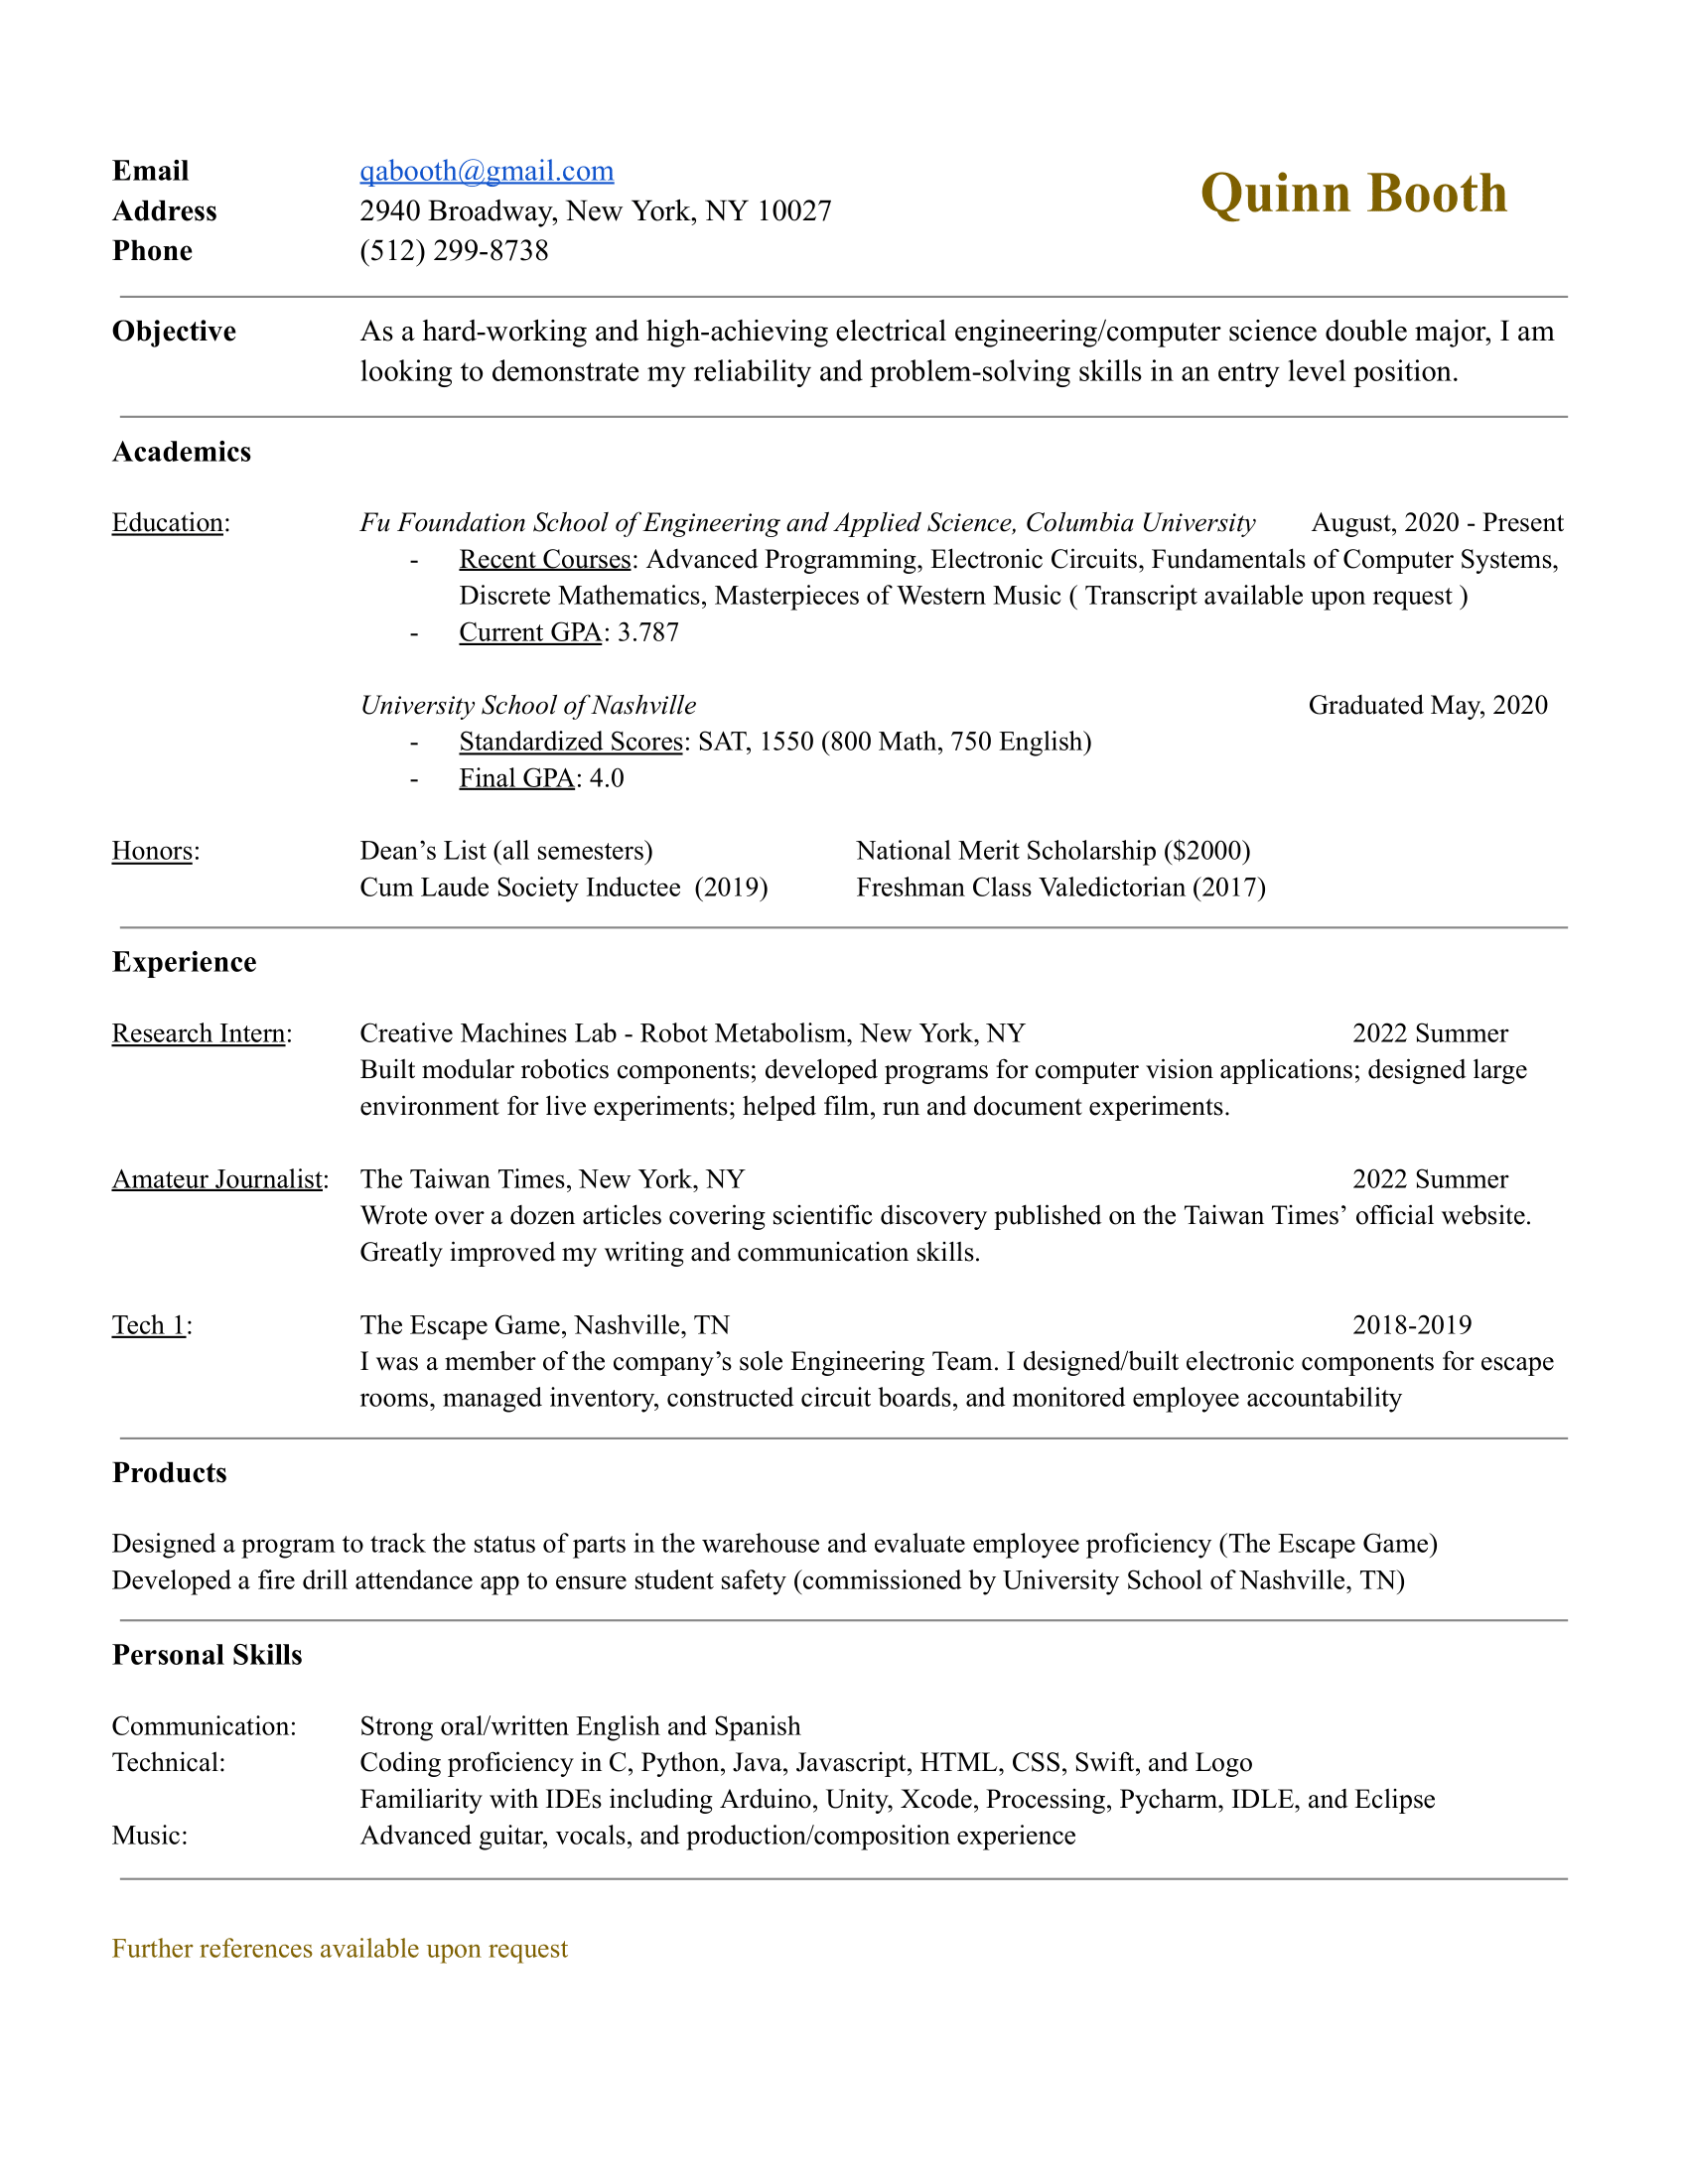 Email qabooth@gmail.com
Quinn Booth
Address 2940 Broadway, New York, NY 10027
Phone (512) 299-8738
Objective As a hard-working and high-achieving electrical engineering/computer science double major, I am
looking to demonstrate my reliability and problem-solving skills in an entry level position.
Academics
Education: Fu Foundation School of Engineering and Applied Science, Columbia University August, 2020 - Present
- Recent Courses: Advanced Programming, Electronic Circuits, Fundamentals of Computer Systems,
Discrete Mathematics, Masterpieces of Western Music ( Transcript available upon request )
- Current GPA: 3.787
University School of Nashville Graduated May, 2020
- Standardized Scores: SAT, 1550 (800 Math, 750 English)
- Final GPA: 4.0
Honors: Dean’s List (all semesters) National Merit Scholarship ($2000)
Cum Laude Society Inductee (2019) Freshman Class Valedictorian (2017)
Experience
Research Intern: Creative Machines Lab - Robot Metabolism, New York, NY 2022 Summer
Built modular robotics components; developed programs for computer vision applications; designed large
environment for live experiments; helped film, run and document experiments.
Amateur Journalist: The Taiwan Times, New York, NY 2022 Summer
Wrote over a dozen articles covering scientific discovery published on the Taiwan Times’ official website.
Greatly improved my writing and communication skills.
Tech 1: The Escape Game, Nashville, TN 2018-2019
I was a member of the company’s sole Engineering Team. I designed/built electronic components for escape
rooms, managed inventory, constructed circuit boards, and monitored employee accountability
Products
Designed a program to track the status of parts in the warehouse and evaluate employee proficiency (The Escape Game)
Developed a fire drill attendance app to ensure student safety (commissioned by University School of Nashville, TN)
Personal Skills
Communication: Strong oral/written English and Spanish
Technical: Coding proficiency in C, Python, Java, Javascript, HTML, CSS, Swift, and Logo
Familiarity with IDEs including Arduino, Unity, Xcode, Processing, Pycharm, IDLE, and Eclipse
Music: Advanced guitar, vocals, and production/composition experience
Further references available upon request